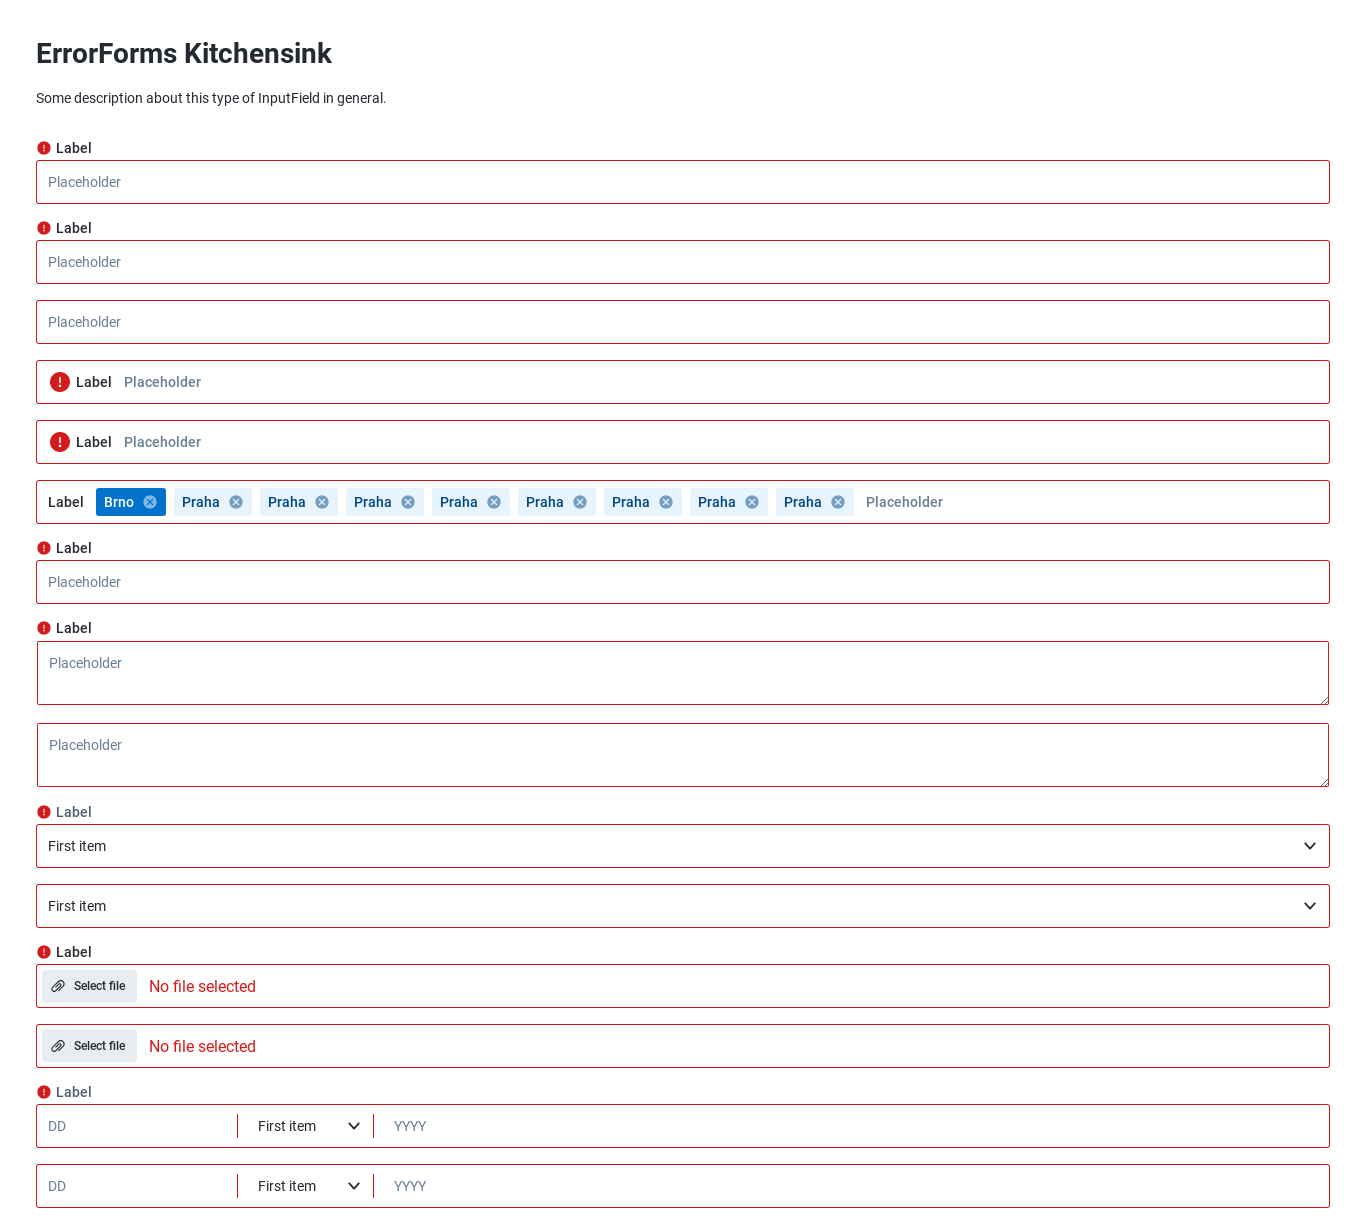 ErrorForms Kitchensink
Some description about this type of InputField in general.
Label
Placeholder
Label
Placeholder
Placeholder
Label Placeholder
Label Placeholder
Label Brno Praha Praha Praha Praha Praha Praha Praha Praha Placeholder
Label
Placeholder
Label
Placeholder
Placeholder
Label
First item
First item
Label
Select file No file selected
Select file No file selected
Label
DD First item YYYY
DD First item YYYY